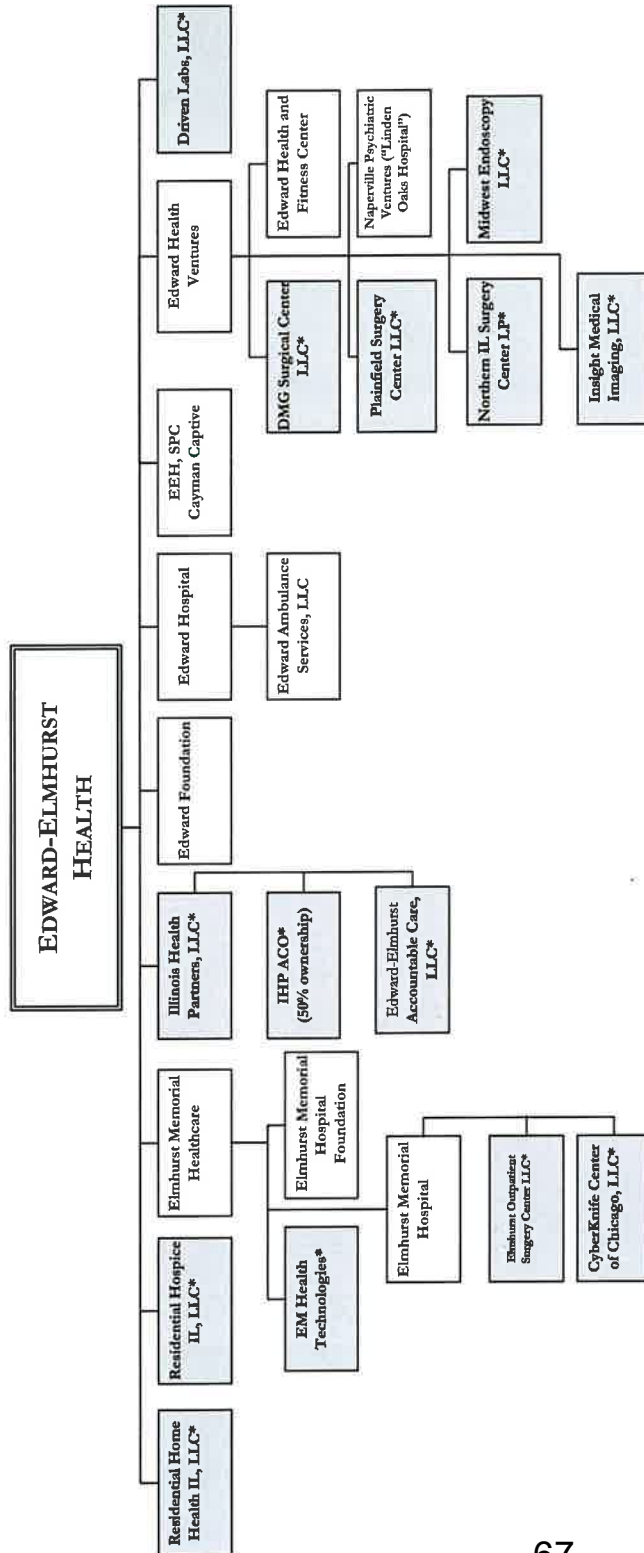 EDWARD-ELMHURST
HEALTH
Residential Home
Health IL, LLC*
Residential Hospice
IL, LLC*
Elmhurst Memorial
Healthcare
Illinois Health
Partners, LLC*
Edward Foundation
Edward Hospital
EEH, SPC
Cayman Captive
Edward Health
Ventures
Driven Labs, LLC*
EM Health
Technologies*
Elmhurst Memorial
Hospital
Foundation
Elmhurst Memorial
Hospital
Elmhurst Outpatient
Surgery Center LLC*
CyberKnife Center
of Chicago, LLC*
IHP ACO*
(50% ownership)
Edward-Elmhurst
Accountable Care,
LLC*
Edward Ambulance
Services, LLC
DMG Surgical Center
LLC*
Edward Health and
Fitness Center
Plainfield Surgery
Center LLC*
Naperville Psychiatric
Ventures ("Linden
Oaks Hospital")
Northern IL Surgery
Center LP*
Midwest Endoscopy
LLC*
Insight Medical
Imaging, LLC*
67